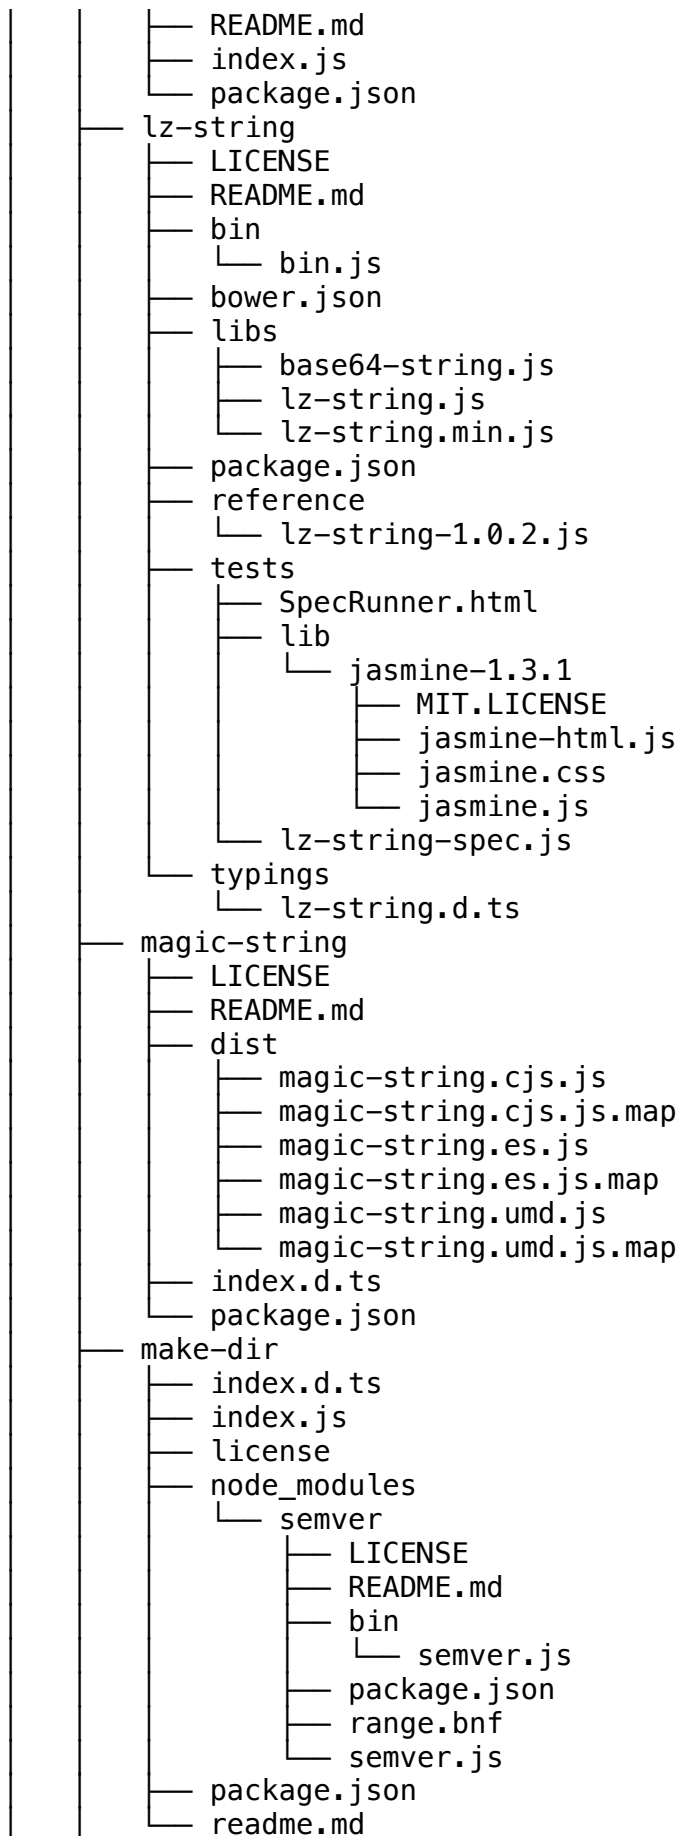 │   │   ├── README.md
│   │   ├── index.js
│   │   └── package.json
│   ├── lz-string
│   │   ├── LICENSE
│   │   ├── README.md
│   │   ├── bin
│   │   │   └── bin.js
│   │   ├── bower.json
│   │   ├── libs
│   │   │   ├── base64-string.js
│   │   │   ├── lz-string.js
│   │   │   └── lz-string.min.js
│   │   ├── package.json
│   │   ├── reference
│   │   │   └── lz-string-1.0.2.js
│   │   ├── tests
│   │   │   ├── SpecRunner.html
│   │   │   ├── lib
│   │   │   │   └── jasmine-1.3.1
│   │   │   │       ├── MIT.LICENSE
│   │   │   │       ├── jasmine-html.js
│   │   │   │       ├── jasmine.css
│   │   │   │       └── jasmine.js
│   │   │   └── lz-string-spec.js
│   │   └── typings
│   │       └── lz-string.d.ts
│   ├── magic-string
│   │   ├── LICENSE
│   │   ├── README.md
│   │   ├── dist
│   │   │   ├── magic-string.cjs.js
│   │   │   ├── magic-string.cjs.js.map
│   │   │   ├── magic-string.es.js
│   │   │   ├── magic-string.es.js.map
│   │   │   ├── magic-string.umd.js
│   │   │   └── magic-string.umd.js.map
│   │   ├── index.d.ts
│   │   └── package.json
│   ├── make-dir
│   │   ├── index.d.ts
│   │   ├── index.js
│   │   ├── license
│   │   ├── node_modules
│   │   │   └── semver
│   │   │       ├── LICENSE
│   │   │       ├── README.md
│   │   │       ├── bin
│   │   │       │   └── semver.js
│   │   │       ├── package.json
│   │   │       ├── range.bnf
│   │   │       └── semver.js
│   │   ├── package.json
│   │   └── readme.md